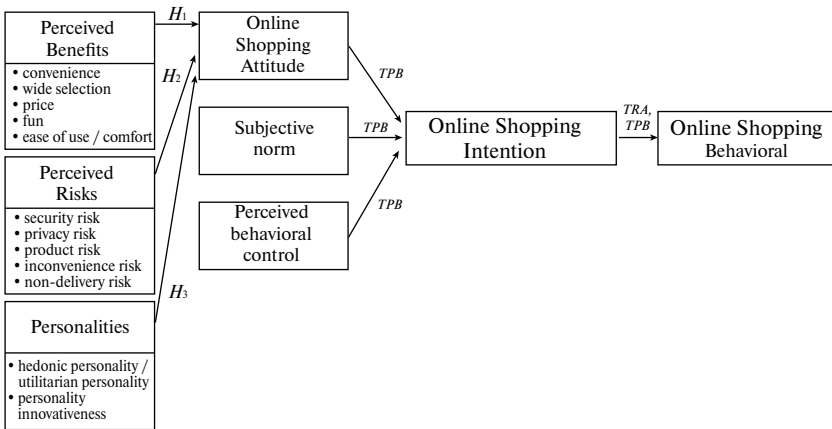 Perceived
Benefits
• convenience
• wide selection
• price
• fun
• ease of use / comfort
Perceived
Risks
• security risk
• privacy risk
• product risk
• inconvenience risk
• non-delivery risk
Personalities
• hedonic personality /
utilitarian personality
• personality
innovativeness
H1
H2
H3
Online
Shopping
Attitude
Subjective
norm
Perceived
behavioral
control
TPB
TPB
TPB
Online Shopping
Intention
TRA,
TPB
Online Shopping
Behavioral